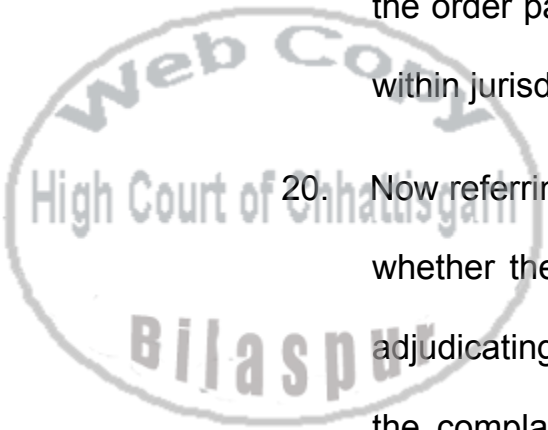 the order pa
Web Copy
within jurisd
High Court of Chhattisgarh
20. Now referrin
whether the
Bilaspur
adjudicating
the compla